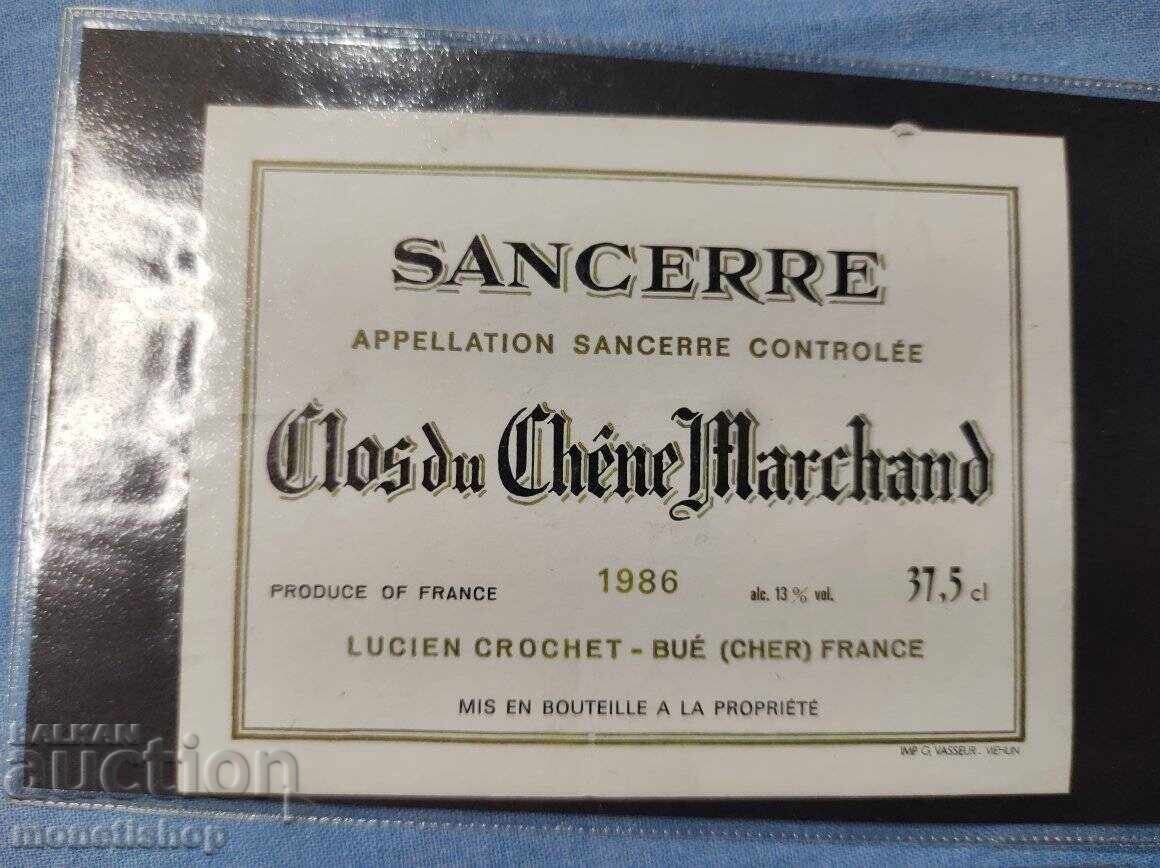 SANCERRE
APPELLATION SANCERRE CONTROLÉE
Clos du Chêne Marchand
PRODUCE OF FRANCE 1986 alc. 13 % vol. 37,5 cl
LUCIEN CROCHET - BUÉ (CHER) FRANCE
MIS EN BOUTEILLE A LA PROPRIÉTÉ
IMP. G. VASSEUR.
BALKAN
auction
monetishop